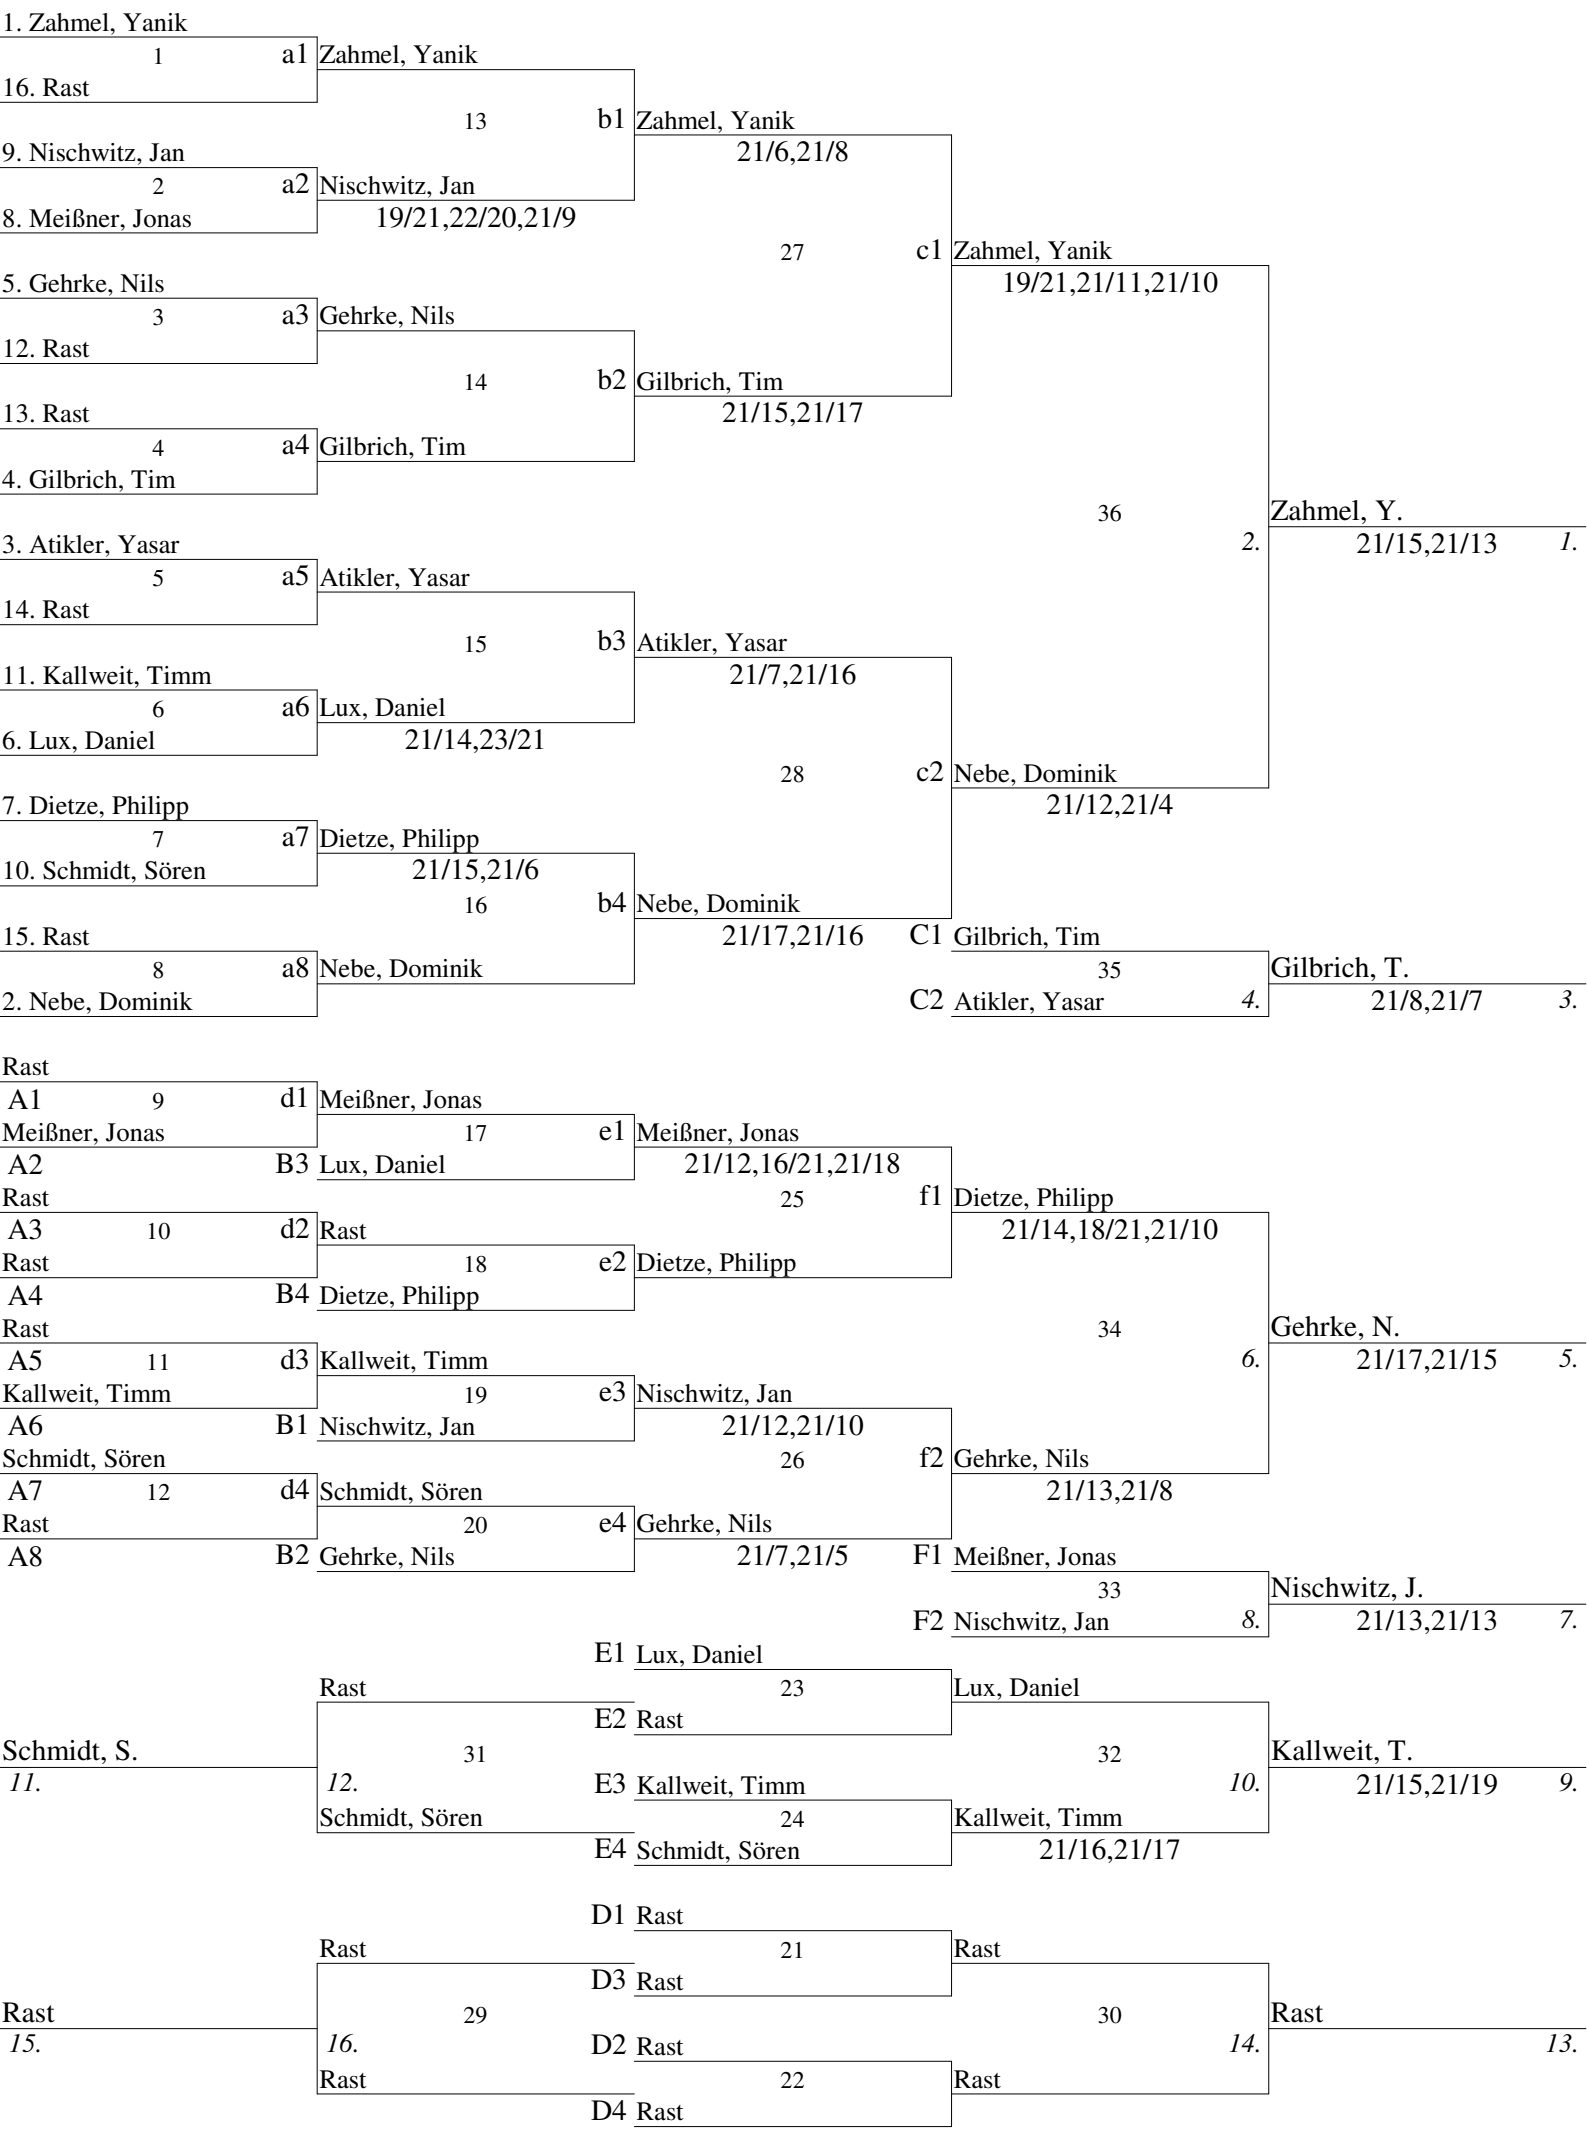 1. Zahmel, Yanik
1 a1 Zahmel, Yanik
16. Rast
13 b1 Zahmel, Yanik
9. Nischwitz, Jan 21/6,21/8
2 a2 Nischwitz, Jan
8. Meißner, Jonas 19/21,22/20,21/9
27 c1 Zahmel, Yanik
5. Gehrke, Nils 19/21,21/11,21/10
3 a3 Gehrke, Nils
12. Rast
14 b2 Gilbrich, Tim
13. Rast 21/15,21/17
4 a4 Gilbrich, Tim
4. Gilbrich, Tim
36 Zahmel, Y.
3. Atikler, Yasar 2. 21/15,21/13 1.
5 a5 Atikler, Yasar
14. Rast
15 b3 Atikler, Yasar
11. Kallweit, Timm 21/7,21/16
6 a6 Lux, Daniel
6. Lux, Daniel 21/14,23/21
28 c2 Nebe, Dominik
7. Dietze, Philipp 21/12,21/4
7 a7 Dietze, Philipp
10. Schmidt, Sören 21/15,21/6
16 b4 Nebe, Dominik
15. Rast 21/17,21/16 C1 Gilbrich, Tim
8 a8 Nebe, Dominik 35 Gilbrich, T.
2. Nebe, Dominik C2 Atikler, Yasar 4. 21/8,21/7 3.
Rast
A1 9 d1 Meißner, Jonas
Meißner, Jonas 17 e1 Meißner, Jonas
A2 B3 Lux, Daniel 21/12,16/21,21/18
Rast 25 f1 Dietze, Philipp
A3 10 d2 Rast 21/14,18/21,21/10
Rast 18 e2 Dietze, Philipp
A4 B4 Dietze, Philipp
Rast 34 Gehrke, N.
A5 11 d3 Kallweit, Timm 6. 21/17,21/15 5.
Kallweit, Timm 19 e3 Nischwitz, Jan
A6 B1 Nischwitz, Jan 21/12,21/10
Schmidt, Sören 26 f2 Gehrke, Nils
A7 12 d4 Schmidt, Sören 21/13,21/8
Rast 20 e4 Gehrke, Nils
A8 B2 Gehrke, Nils 21/7,21/5 F1 Meißner, Jonas
33 Nischwitz, J.
F2 Nischwitz, Jan 8. 21/13,21/13 7.
E1 Lux, Daniel
Rast 23 Lux, Daniel
E2 Rast
Schmidt, S. 31 32 Kallweit, T.
11. 12. E3 Kallweit, Timm 10. 21/15,21/19 9.
Schmidt, Sören 24 Kallweit, Timm
E4 Schmidt, Sören 21/16,21/17
D1 Rast
Rast 21 Rast
D3 Rast
Rast 29 30 Rast
15. 16. D2 Rast 14. 13.
Rast 22 Rast
D4 Rast